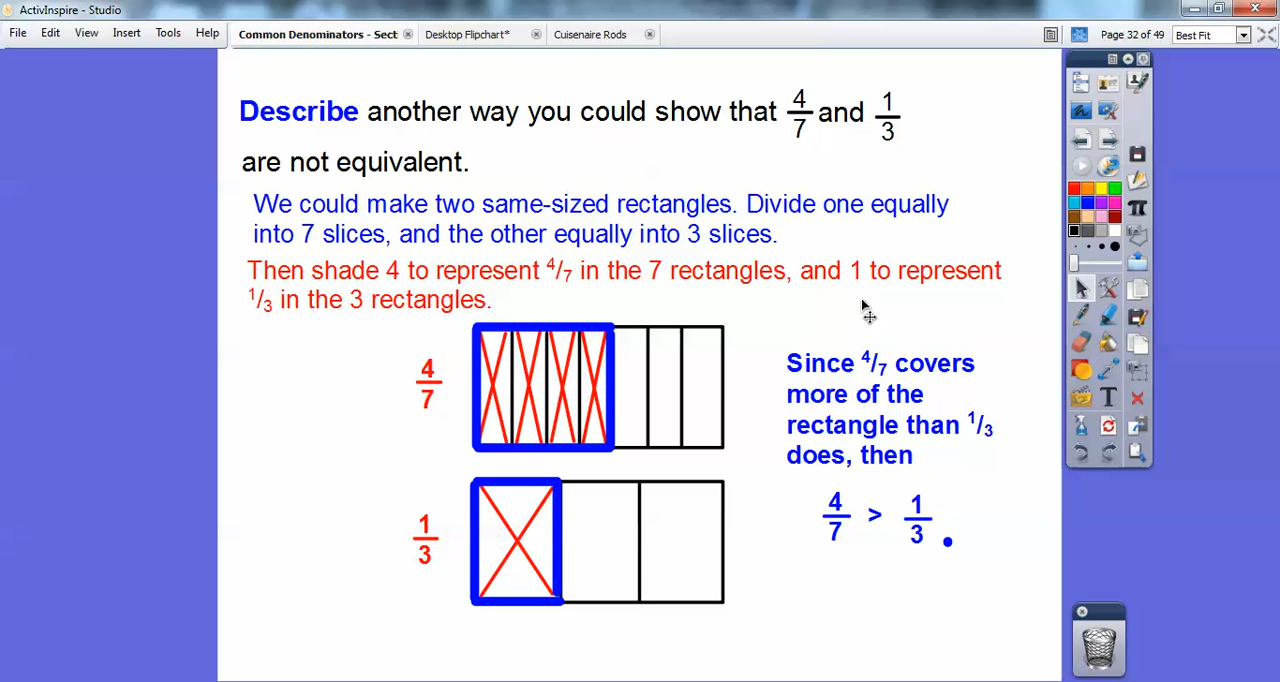 ActivInspire - Studio
File Edit View Insert Tools Help
Common Denominators - Sect Desktop Flipchart* Cuisenaire Rods Page 32 of 49 Best Fit
Describe another way you could show that 4/7 and 1/3
are not equivalent.
We could make two same-sized rectangles. Divide one equally
into 7 slices, and the other equally into 3 slices.
Then shade 4 to represent 4/7 in the 7 rectangles, and 1 to represent
1/3 in the 3 rectangles.
4/7
Since 4/7 covers
more of the
rectangle than 1/3
does, then
4/7 > 1/3.
1/3